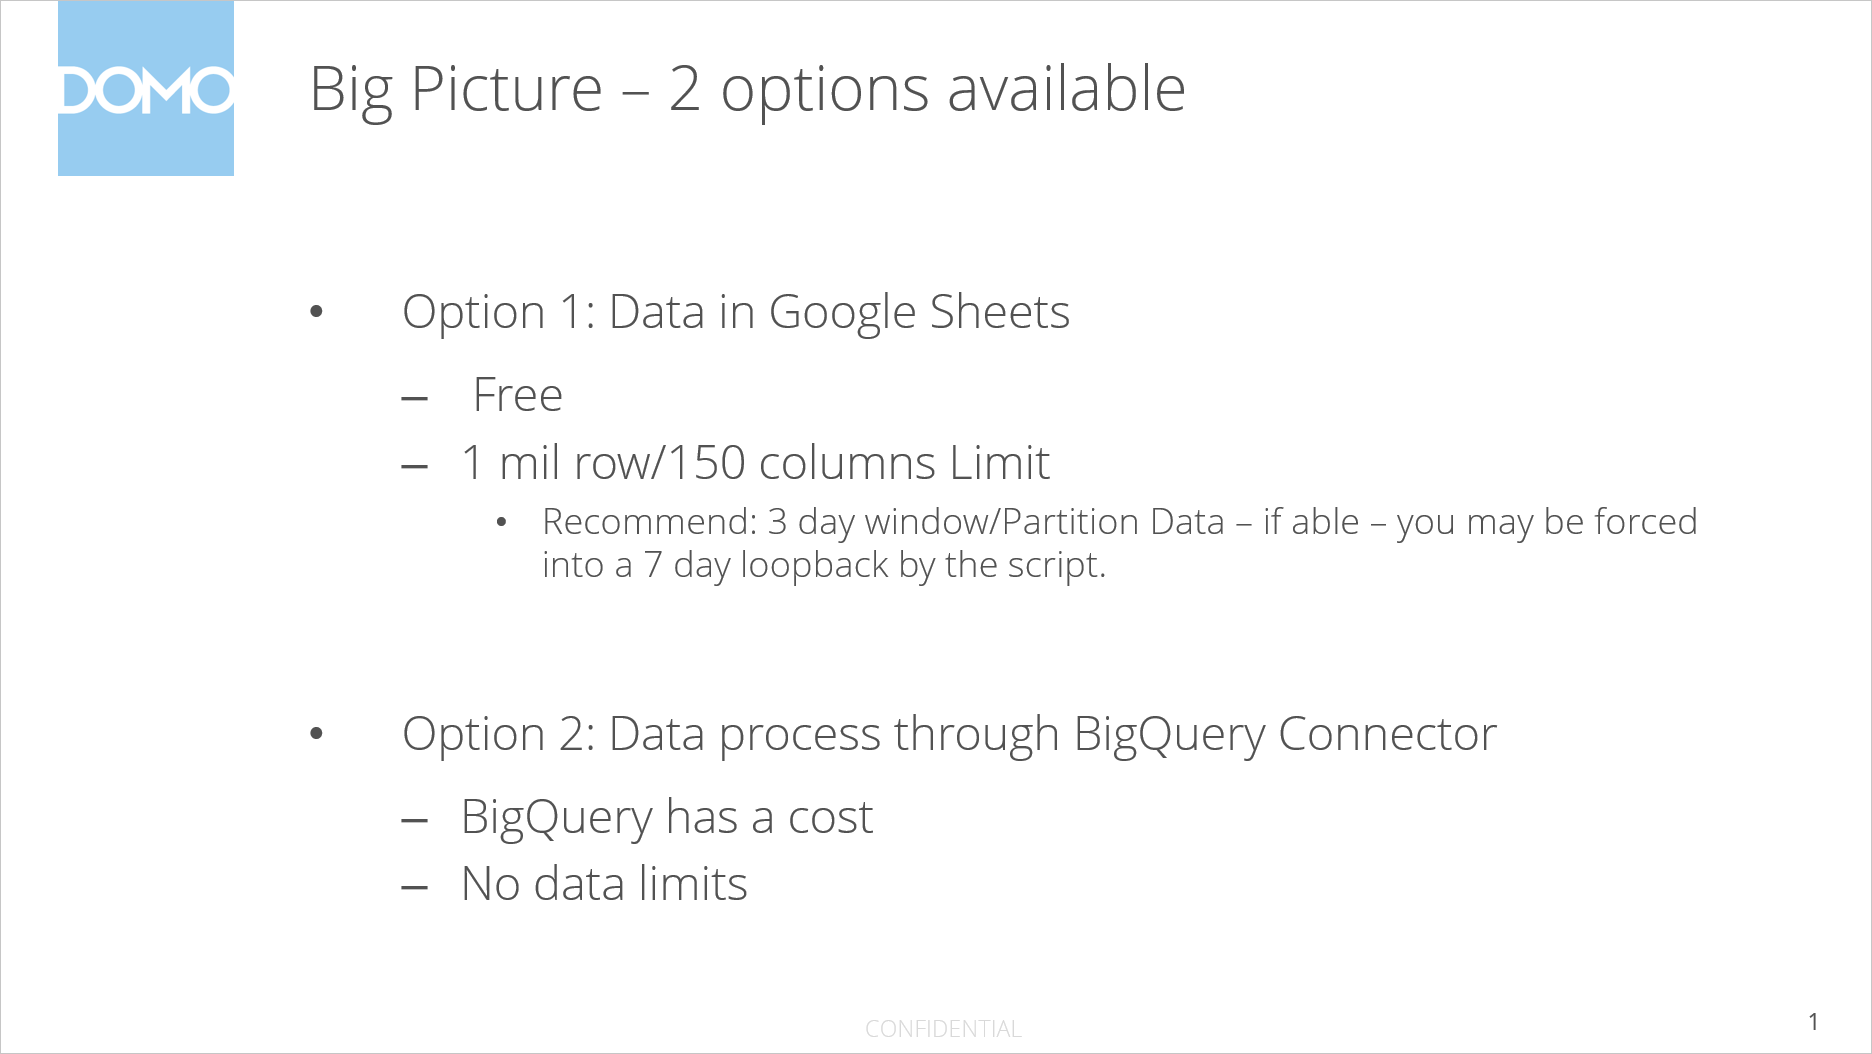 DOMO
Big Picture – 2 options available
• Option 1: Data in Google Sheets
– Free
– 1 mil row/150 columns Limit
• Recommend: 3 day window/Partition Data – if able – you may be forced
into a 7 day loopback by the script.
• Option 2: Data process through BigQuery Connector
– BigQuery has a cost
– No data limits
CONFIDENTIAL
1